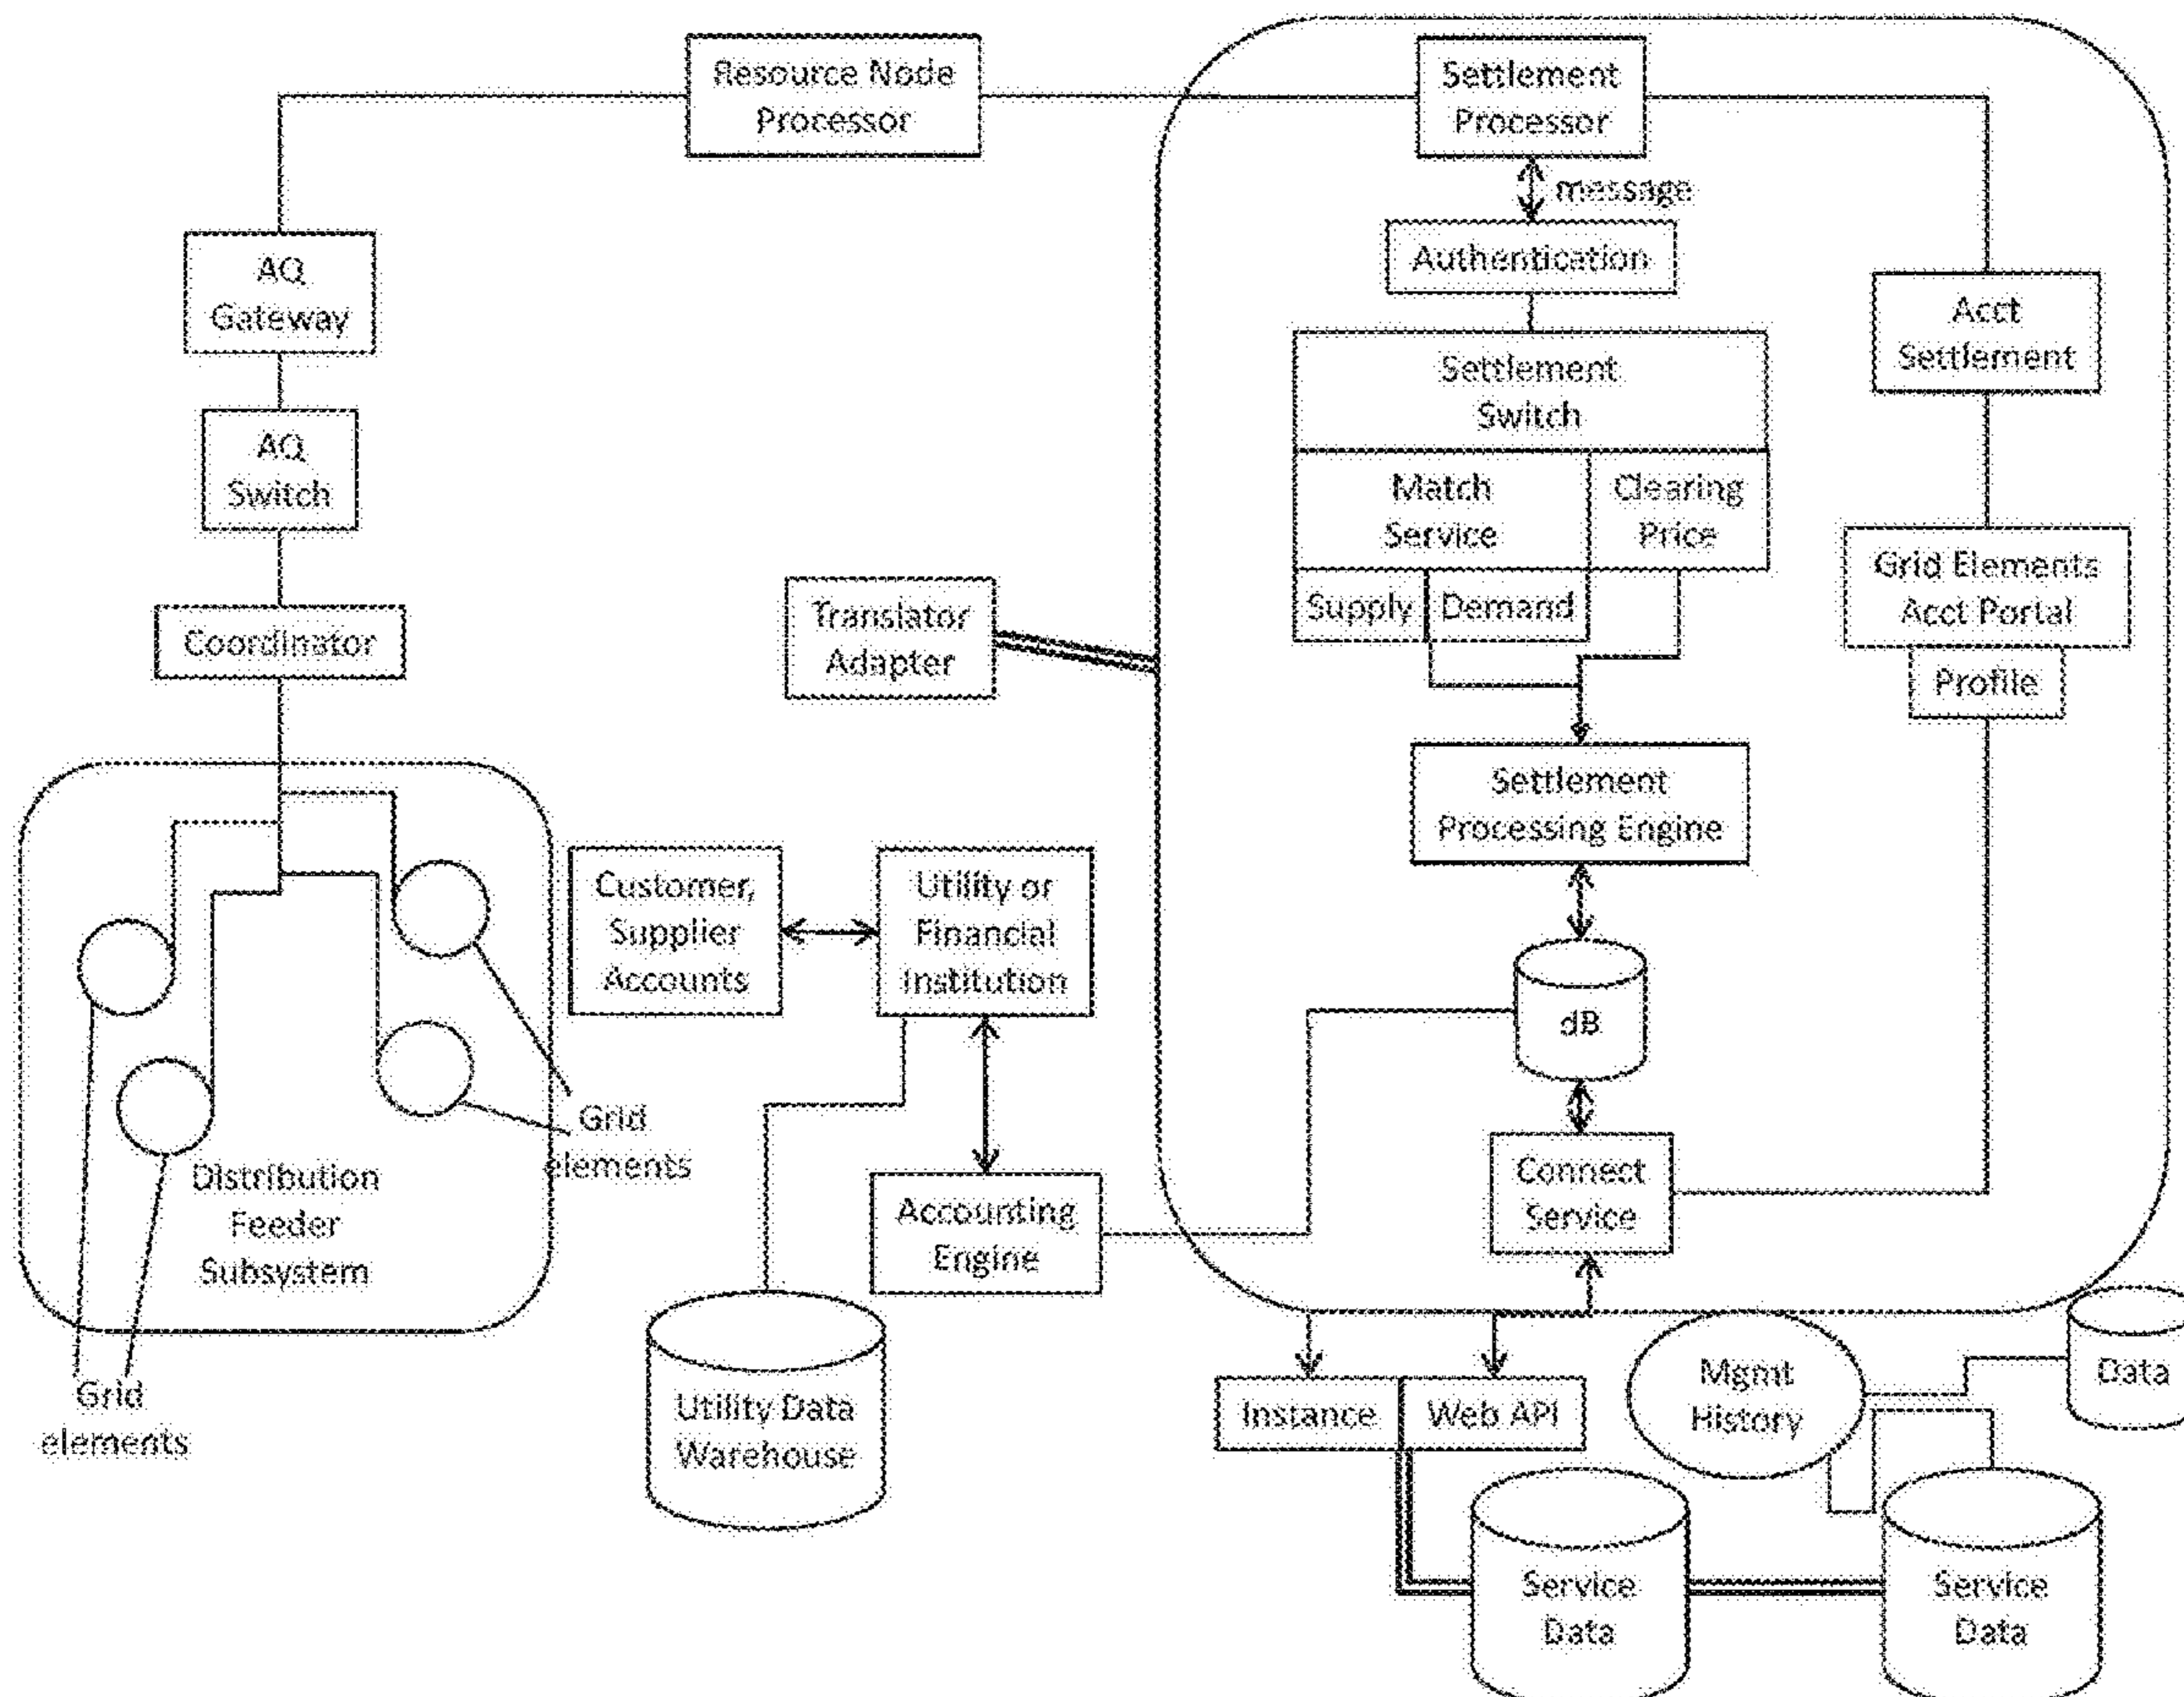 Resource Node
Processor
Settlement
Processor
message
Authentication
AQ
Gateway
Acct
Settlement
Settlement
Switch
AQ
Switch
Match
Service
Clearing
Price
Supply
Demand
Grid Elements
Acct Portal
Profile
Coordinator
Translator
Adapter
Settlement
Processing Engine
Customer,
Supplier
Accounts
Utility or
Financial
Institution
dB
Grid
elements
Distribution
Feeder
Subsystem
Accounting
Engine
Connect
Service
Grid
elements
Utility Data
Warehouse
Instance
Web API
Mgmt
History
Data
Service
Data
Service
Data